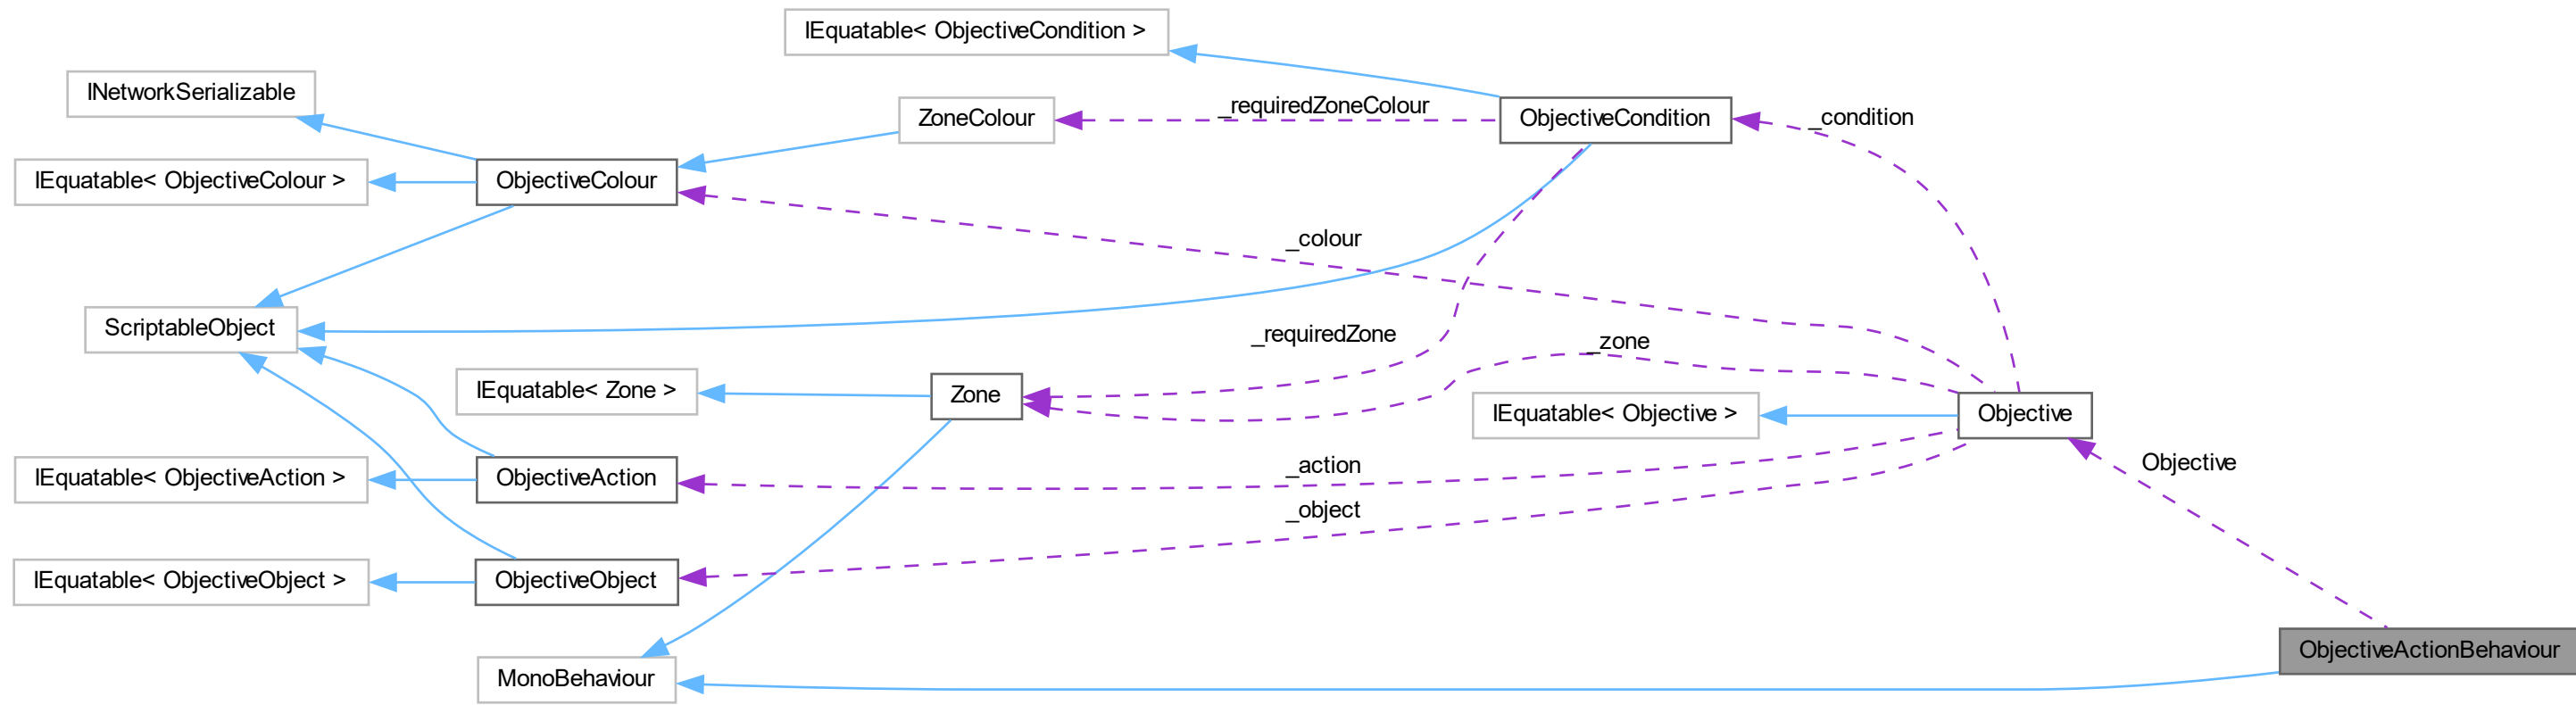 IEquatable< ObjectiveCondition >
INetworkSerializable
_requiredZoneColour
ZoneColour
ObjectiveCondition
_condition
IEquatable< ObjectiveColour >
ObjectiveColour
_colour
ScriptableObject
_requiredZone
_zone
IEquatable< Zone >
Zone
IEquatable< Objective >
Objective
_action
Objective
IEquatable< ObjectiveAction >
ObjectiveAction
_object
IEquatable< ObjectiveObject >
ObjectiveObject
ObjectiveActionBehaviour
MonoBehaviour